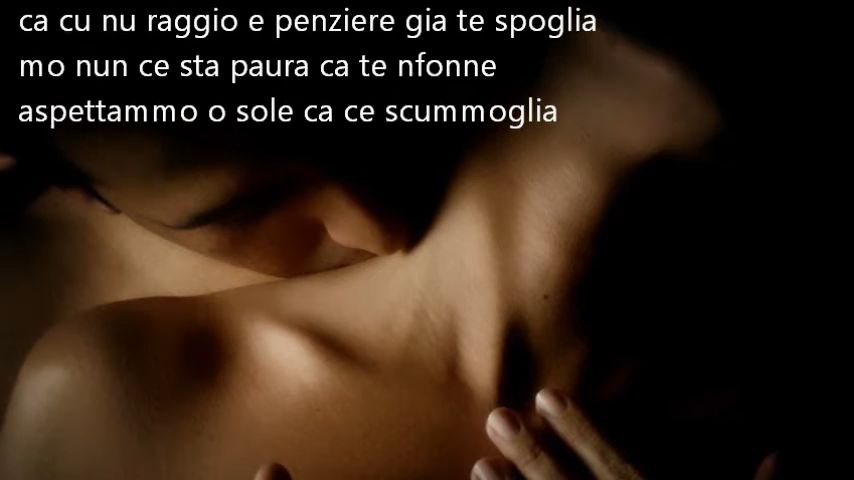 ca cu nu raggio e penziere gia te spoglia
mo nun ce sta paura ca te nfonne
aspettammo o sole ca ce scummoglia